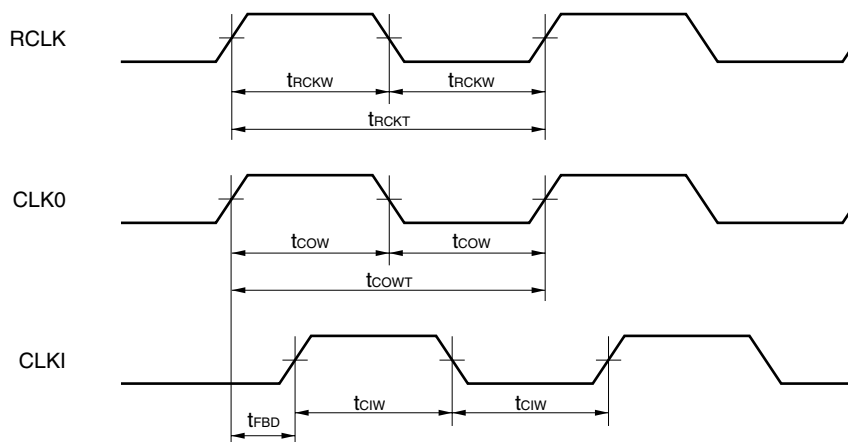 RCLK
tRCKW tRCKW
tRCKT
CLK0
tCOW tCOW
tCOWT
CLKI
tCIW tCIW
tFBD